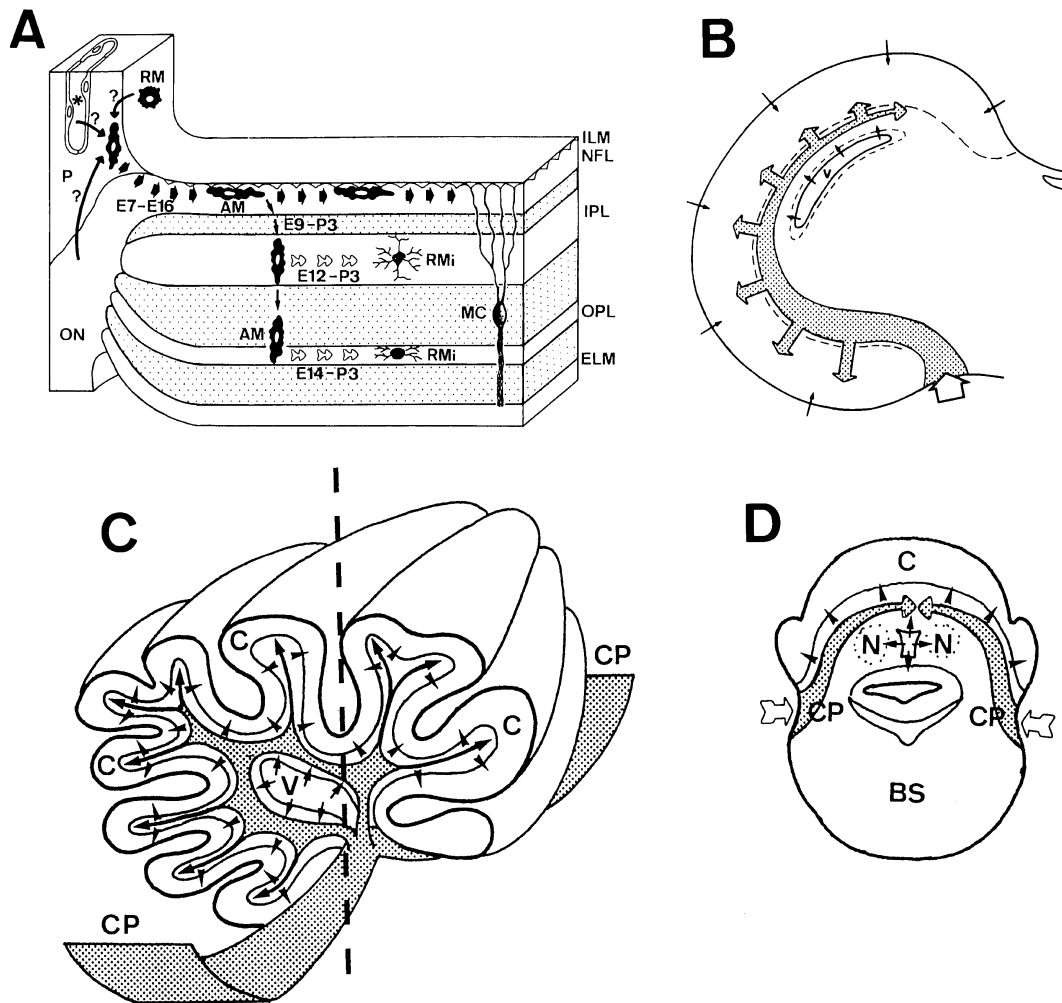 A
RM
?
*
?
P
?
ILM
NFL
E7-E16
AM
E9-P3
IPL
RMi
E12-P3
ON
AM
MC
OPL
RMi
E14-P3
ELM
B
v
C
C
C
C
V
CP
CP
D
C
N
N
CP
CP
BS